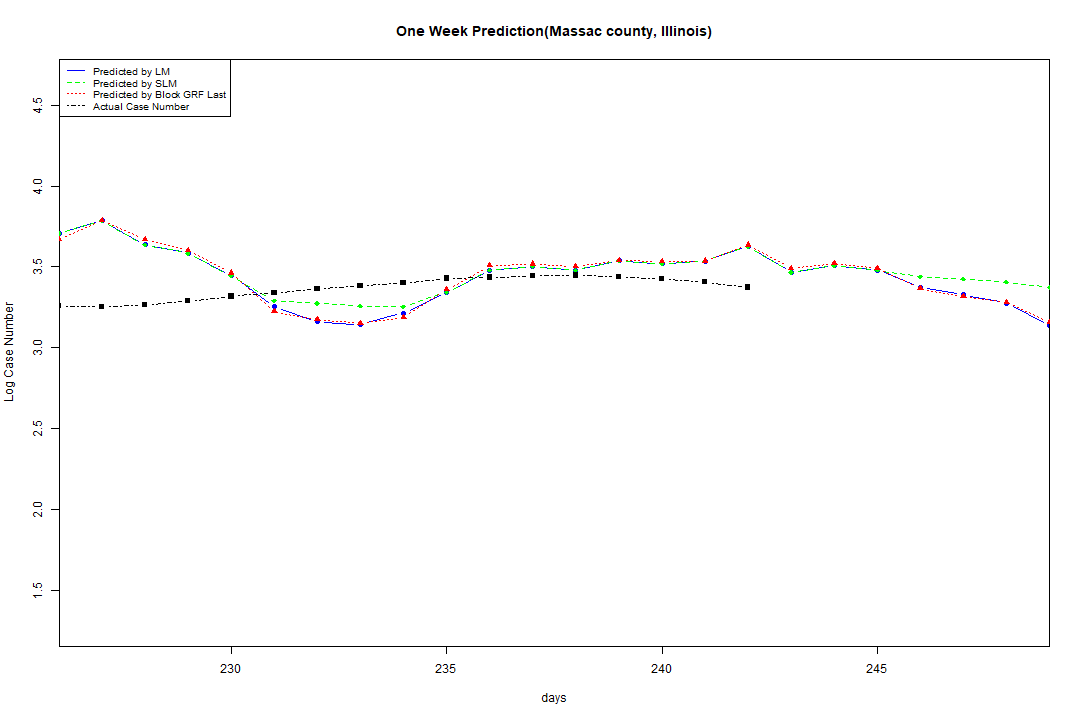 One Week Prediction(Massac county, Illinois)
Predicted by LM
Predicted by SLM
Predicted by Block GRF Last
Actual Case Number
4.5
4.0
3.5
3.0
2.5
2.0
1.5
Log Case Number
230 235 240 245
days